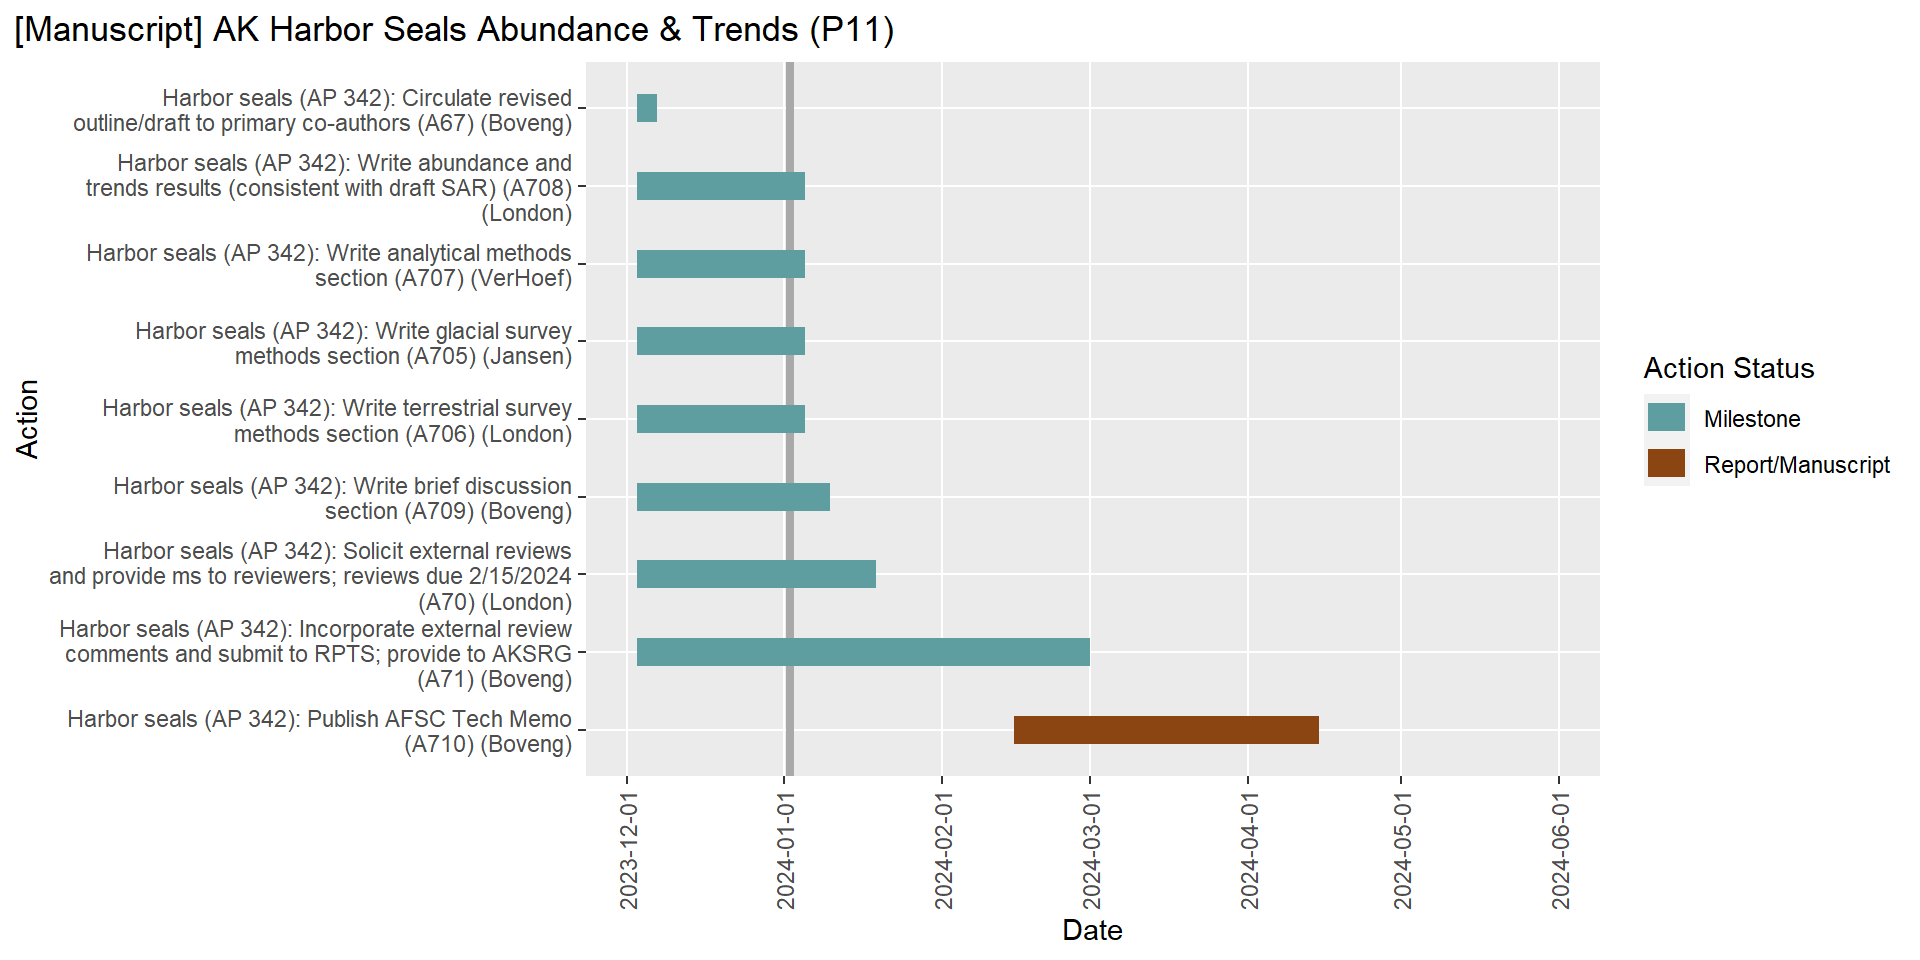 [Manuscript] AK Harbor Seals Abundance & Trends (P11)
Action
Harbor seals (AP 342): Circulate revised
outline/draft to primary co-authors (A67) (Boveng)
Harbor seals (AP 342): Write abundance and
trends results (consistent with draft SAR) (A708)
(London)
Harbor seals (AP 342): Write analytical methods
section (A707) (VerHoef)
Harbor seals (AP 342): Write glacial survey
methods section (A705) (Jansen)
Harbor seals (AP 342): Write terrestrial survey
methods section (A706) (London)
Harbor seals (AP 342): Write brief discussion
section (A709) (Boveng)
Harbor seals (AP 342): Solicit external reviews
and provide ms to reviewers; reviews due 2/15/2024
(A70) (London)
Harbor seals (AP 342): Incorporate external review
comments and submit to RPTS; provide to AKSRG
(A71) (Boveng)
Harbor seals (AP 342): Publish AFSC Tech Memo
(A710) (Boveng)
2023-12-01
2024-01-01
2024-02-01
2024-03-01
2024-04-01
2024-05-01
2024-06-01
Date
Action Status
Milestone
Report/Manuscript